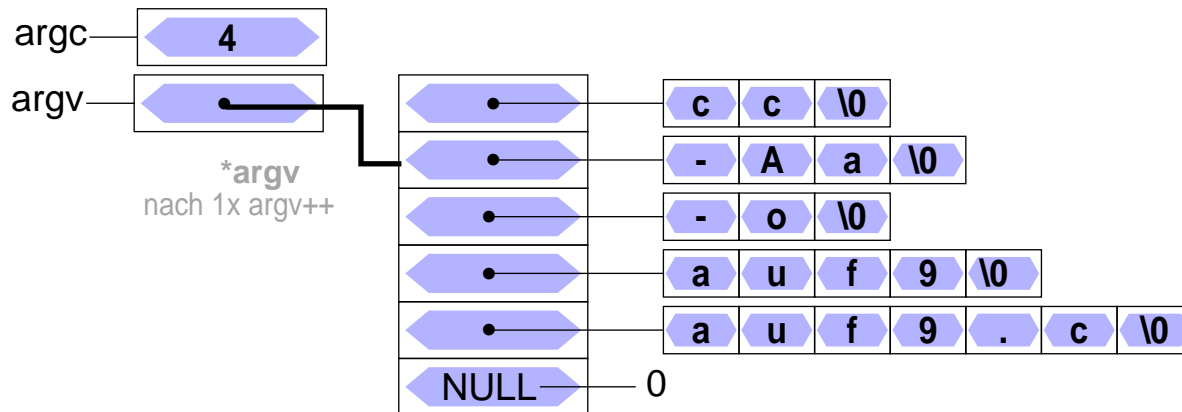 argc 4
argv c c \0
- A a \0
*argv
nach 1x argv++
- o \0
a u f 9 \0
a u f 9 . c \0
NULL 0